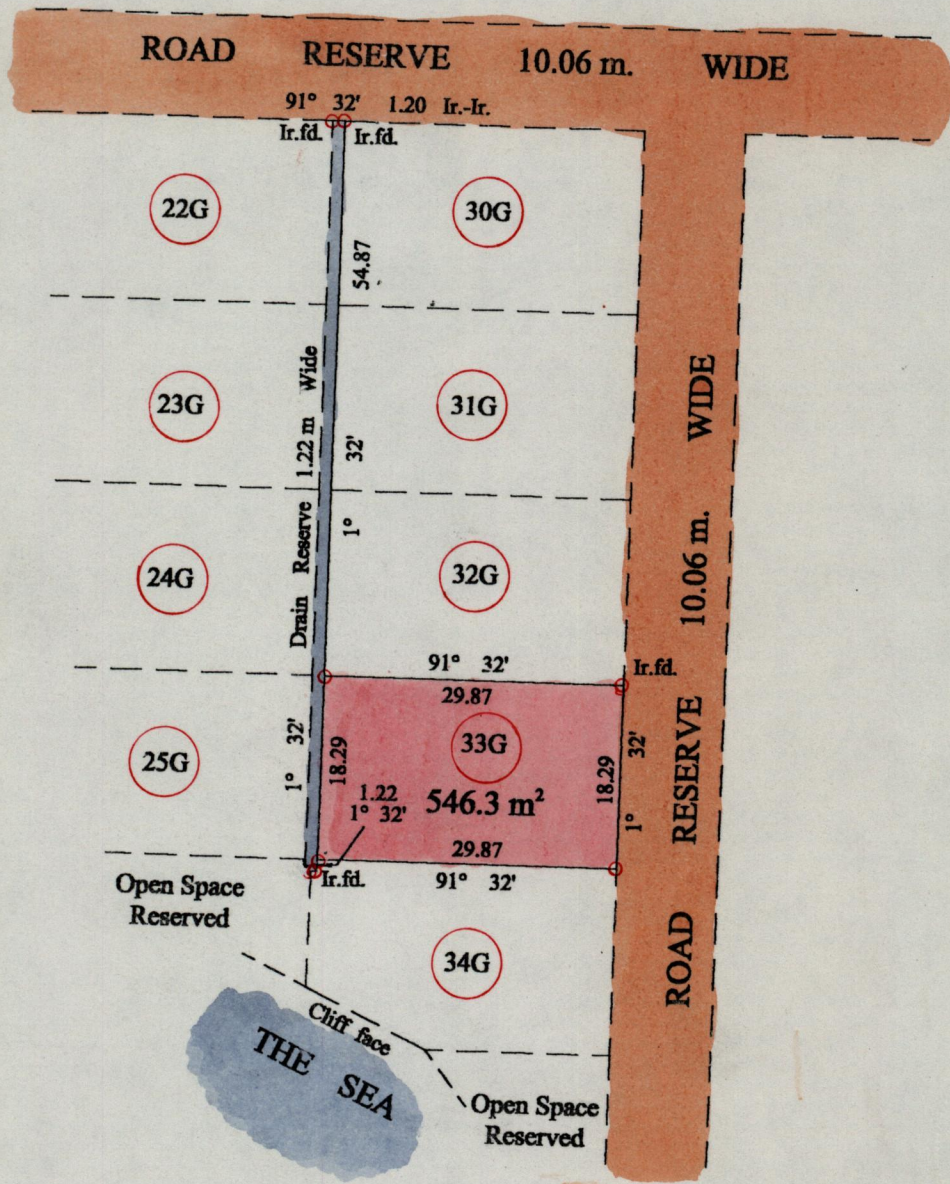 ROAD RESERVE 10.06 m. WIDE
91° 32' 1.20 Ir.-Ir.
Ir.fd. Ir.fd.
22G
30G
54.87
23G
31G
Drain Reserve 1.22 m Wide
1° 32'
24G
32G
ROAD RESERVE 10.06 m. WIDE
91° 32'
Ir.fd.
29.87
25G
33G
1° 32'
18.29
18.29
1° 32'
1.22
1° 32'
546.3 m²
29.87
Ir.fd.
91° 32'
Open Space
Reserved
34G
Cliff face
THE SEA
Open Space
Reserved